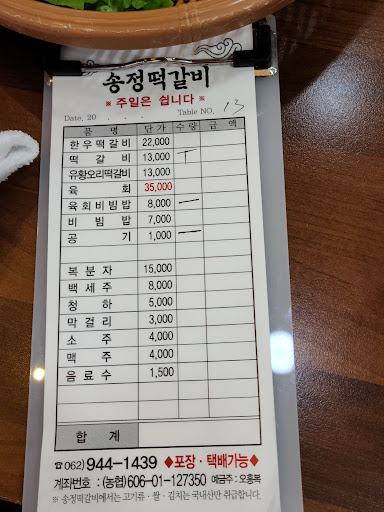 송정떡갈비
※ 주일은 쉽니다 ※
Date, 20 . . . Table NO. 13
품 명 단가 수량 금 액
한우떡갈비 22,000
떡 갈 비 13,000 T
유황오리떡갈비 13,000
육 회 35,000
육회비빔밥 8,000 一
비 빔 밥 7,000
공 기 1,000 一
복 분 자 15,000
백 세 주 8,000
청 하 5,000
막 걸 리 3,000
소 주 4,000
맥 주 4,000
음 료 수 1,500
합 계
☎ 062) 944-1439 ◆포장·택배가능◆
계좌번호 : (농협) 606-01-127350 예금주 : 오홍복
※ 송정떡갈비에서는 고기류·쌀·김치는 국내산만 취급합니다.